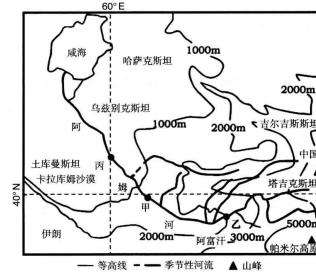 60°E
咸海
哈萨克斯坦
1000m
2000m
乌兹别克斯坦
1000m
2000m
吉尔吉斯斯坦
阿
中国
丙
土库曼斯坦
卡拉库姆沙漠
塔吉克斯坦
姆
40°N
甲
乙
河
伊朗
2000m
阿富汗
3000m
5000m
帕米尔高原
等高线
季节性河流
山峰